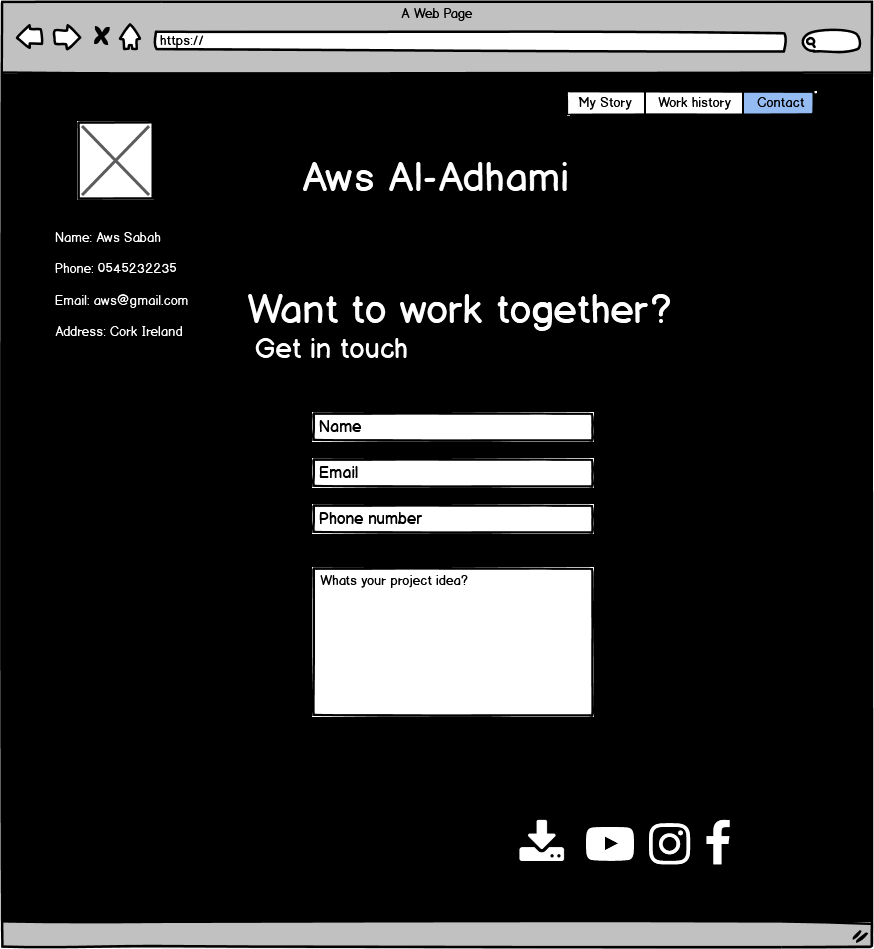 A Web Page
https://
My Story Work history Contact
Aws Al-Adhami
Name: Aws Sabah
Phone: 0545232235
Email: aws@gmail.com
Address: Cork Ireland
Want to work together?
Get in touch
Name
Email
Phone number
Whats your project idea?